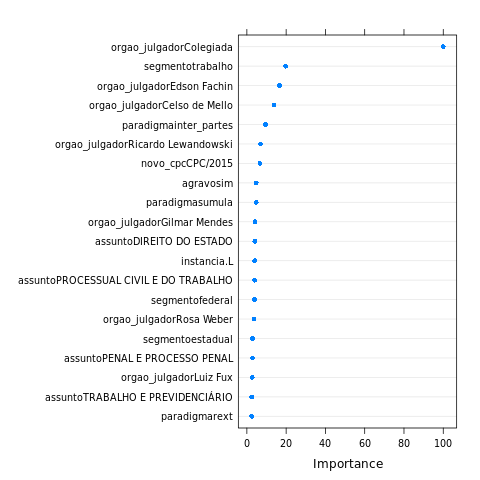 orgao_julgadorColegiada
segmentotrabalho
orgao_julgadorEdson Fachin
orgao_julgadorCelso de Mello
paradigmainter_partes
orgao_julgadorRicardo Lewandowski
novo_cpcCPC/2015
agravosim
paradigmasumula
orgao_julgadorGilmar Mendes
assuntoDIREITO DO ESTADO
instancia.L
assuntoPROCESSUAL CIVIL E DO TRABALHO
segmentofederal
orgao_julgadorRosa Weber
segmentoestadual
assuntoPENAL E PROCESSO PENAL
orgao_julgadorLuiz Fux
assuntoTRABALHO E PREVIDENCIÁRIO
paradigmarext
0 20 40 60 80 100
Importance